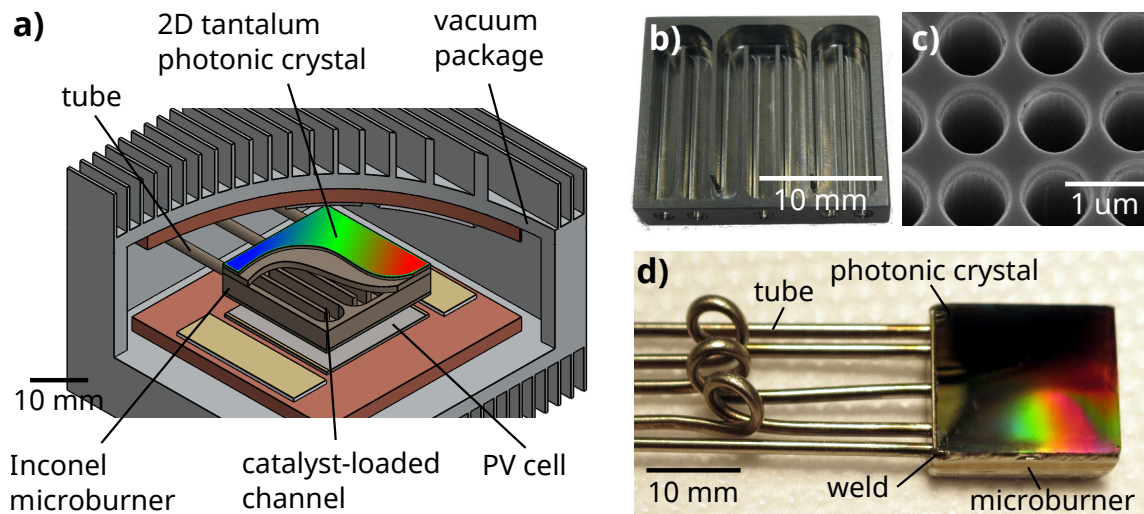 a)
2D tantalum
photonic crystal
vacuum
package
tube
10 mm
Inconel
microburner
catalyst-loaded
channel
PV cell
b)
10 mm
c)
1 um
d)
photonic crystal
tube
10 mm
weld
microburner